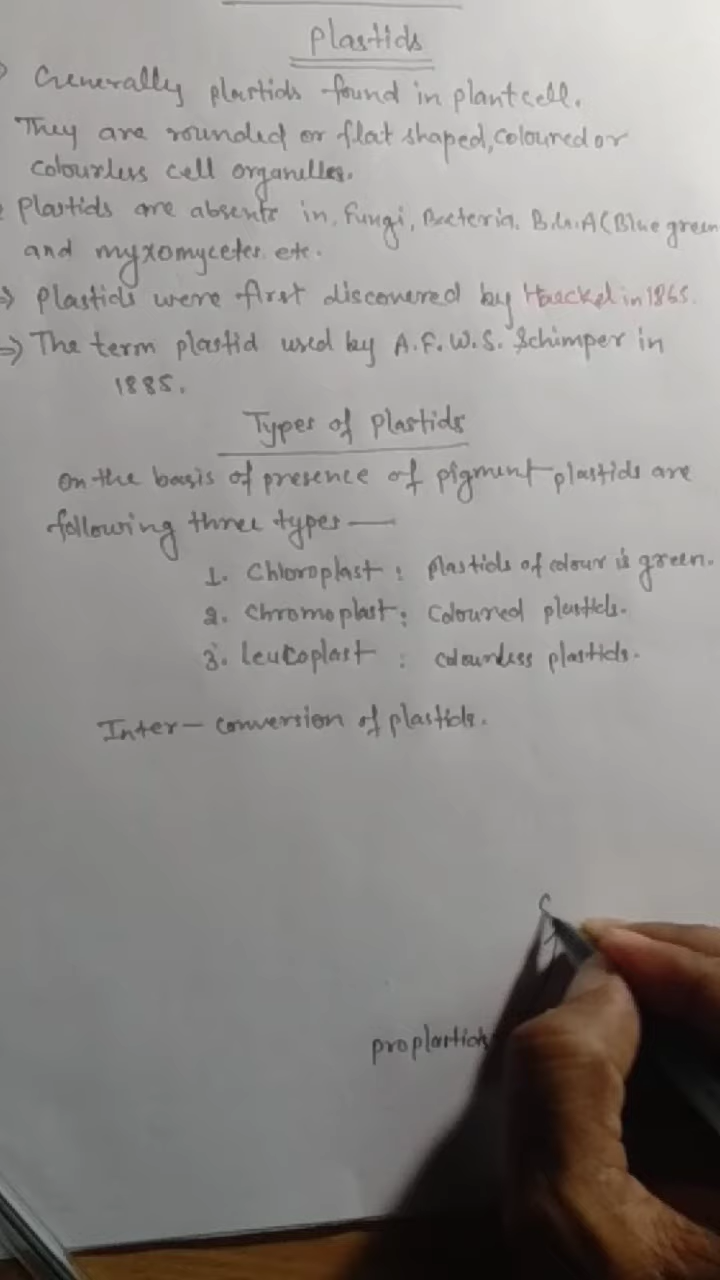 Plastids
Generally plastids found in plant cell.
They are rounded or flat shaped, coloured or
colourless cell organelles.
Plastids are absents in Fungi, Bacteria, B.G.A (Blue green
and myxomycetes etc.
=> Plastids were first discovered by Haeckel in 1865.
=> The term plastid used by A.F.W.S. Schimper in
1885.
Types of Plastids
On the basis of presence of pigment plastids are
following three types —
1. Chloroplast : Plastids of colour is green.
2. Chromoplast : Coloured plastids.
3. Leucoplast : colourless plastids.
Inter - conversion of plastids.
proplastids